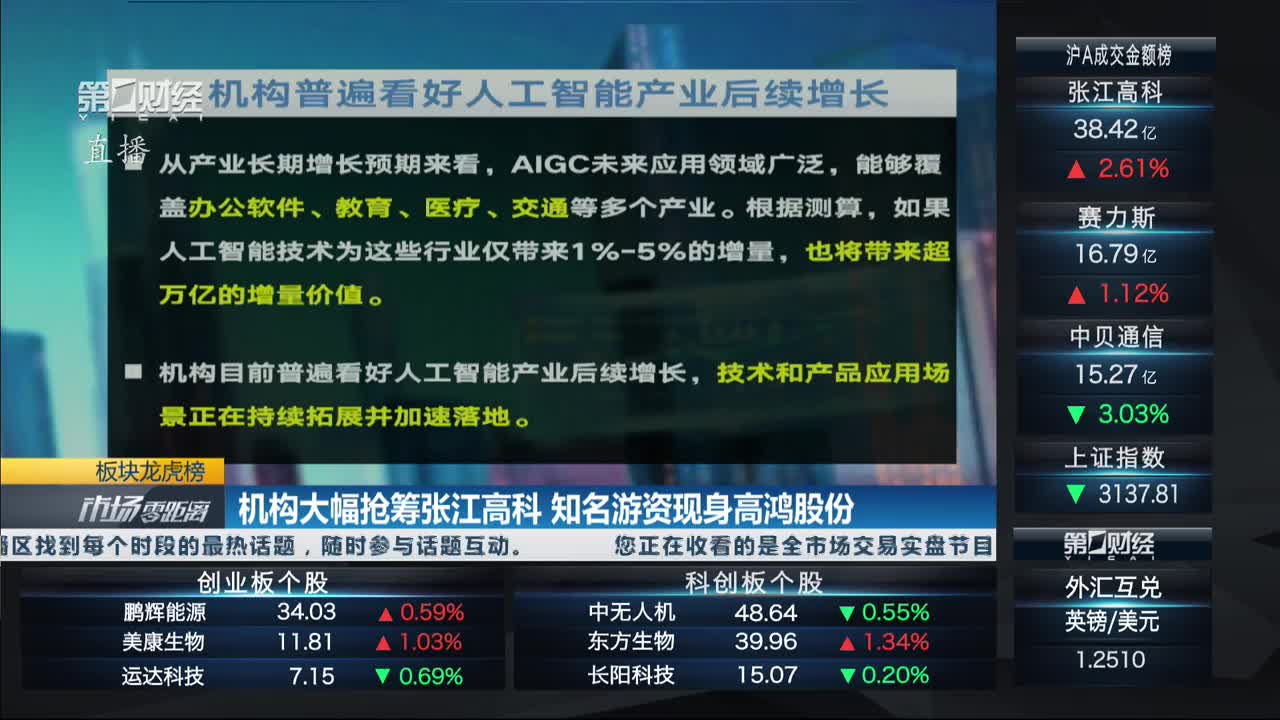 机构普遍看好人工智能产业后续增长
第一财经
YICAI
直播
从产业长期增长预期来看，AIGC未来应用领域广泛，能够覆
盖办公软件、教育、医疗、交通等多个产业。根据测算，如果
人工智能技术为这些行业仅带来1%-5%的增量，也将带来超
万亿的增量价值。
机构目前普遍看好人工智能产业后续增长，技术和产品应用场
景正在持续拓展并加速落地。
板块龙虎榜
市场零距离
机构大幅抢筹张江高科 知名游资现身高鸿股份
播区找到每个时段的最热话题，随时参与话题互动。 您正在收看的是全市场交易实盘节目
创业板个股
鹏辉能源 34.03 ▲ 0.59%
美康生物 11.81 ▲ 1.03%
运达科技 7.15 ▼ 0.69%
科创板个股
中无人机 48.64 ▼ 0.55%
东方生物 39.96 ▲ 1.34%
长阳科技 15.07 ▼ 0.20%
沪A成交金额榜
张江高科
38.42亿
▲ 2.61%
赛力斯
16.79亿
▲ 1.12%
中贝通信
15.27亿
▼ 3.03%
上证指数
▼ 3137.81
第一财经
YICAI
外汇互兑
英镑/美元
1.2510